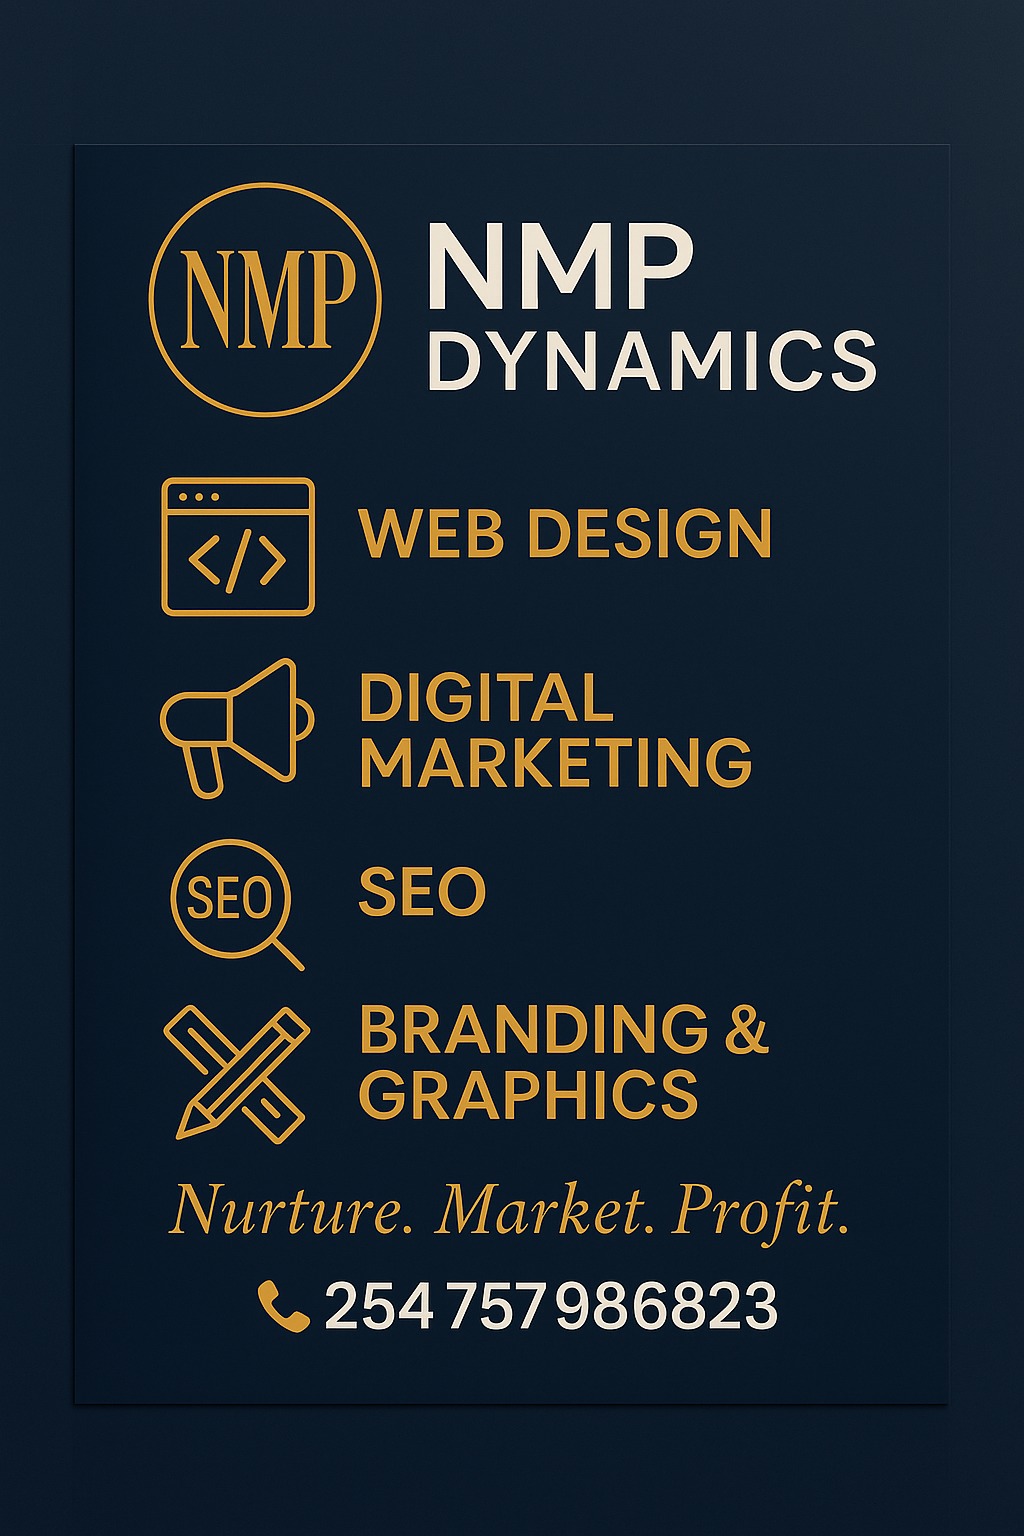 NMP
NMP
DYNAMICS
</>
WEB DESIGN
DIGITAL
MARKETING
SEO
SEO
BRANDING &
GRAPHICS
Nurture. Market. Profit.
254 757 986823